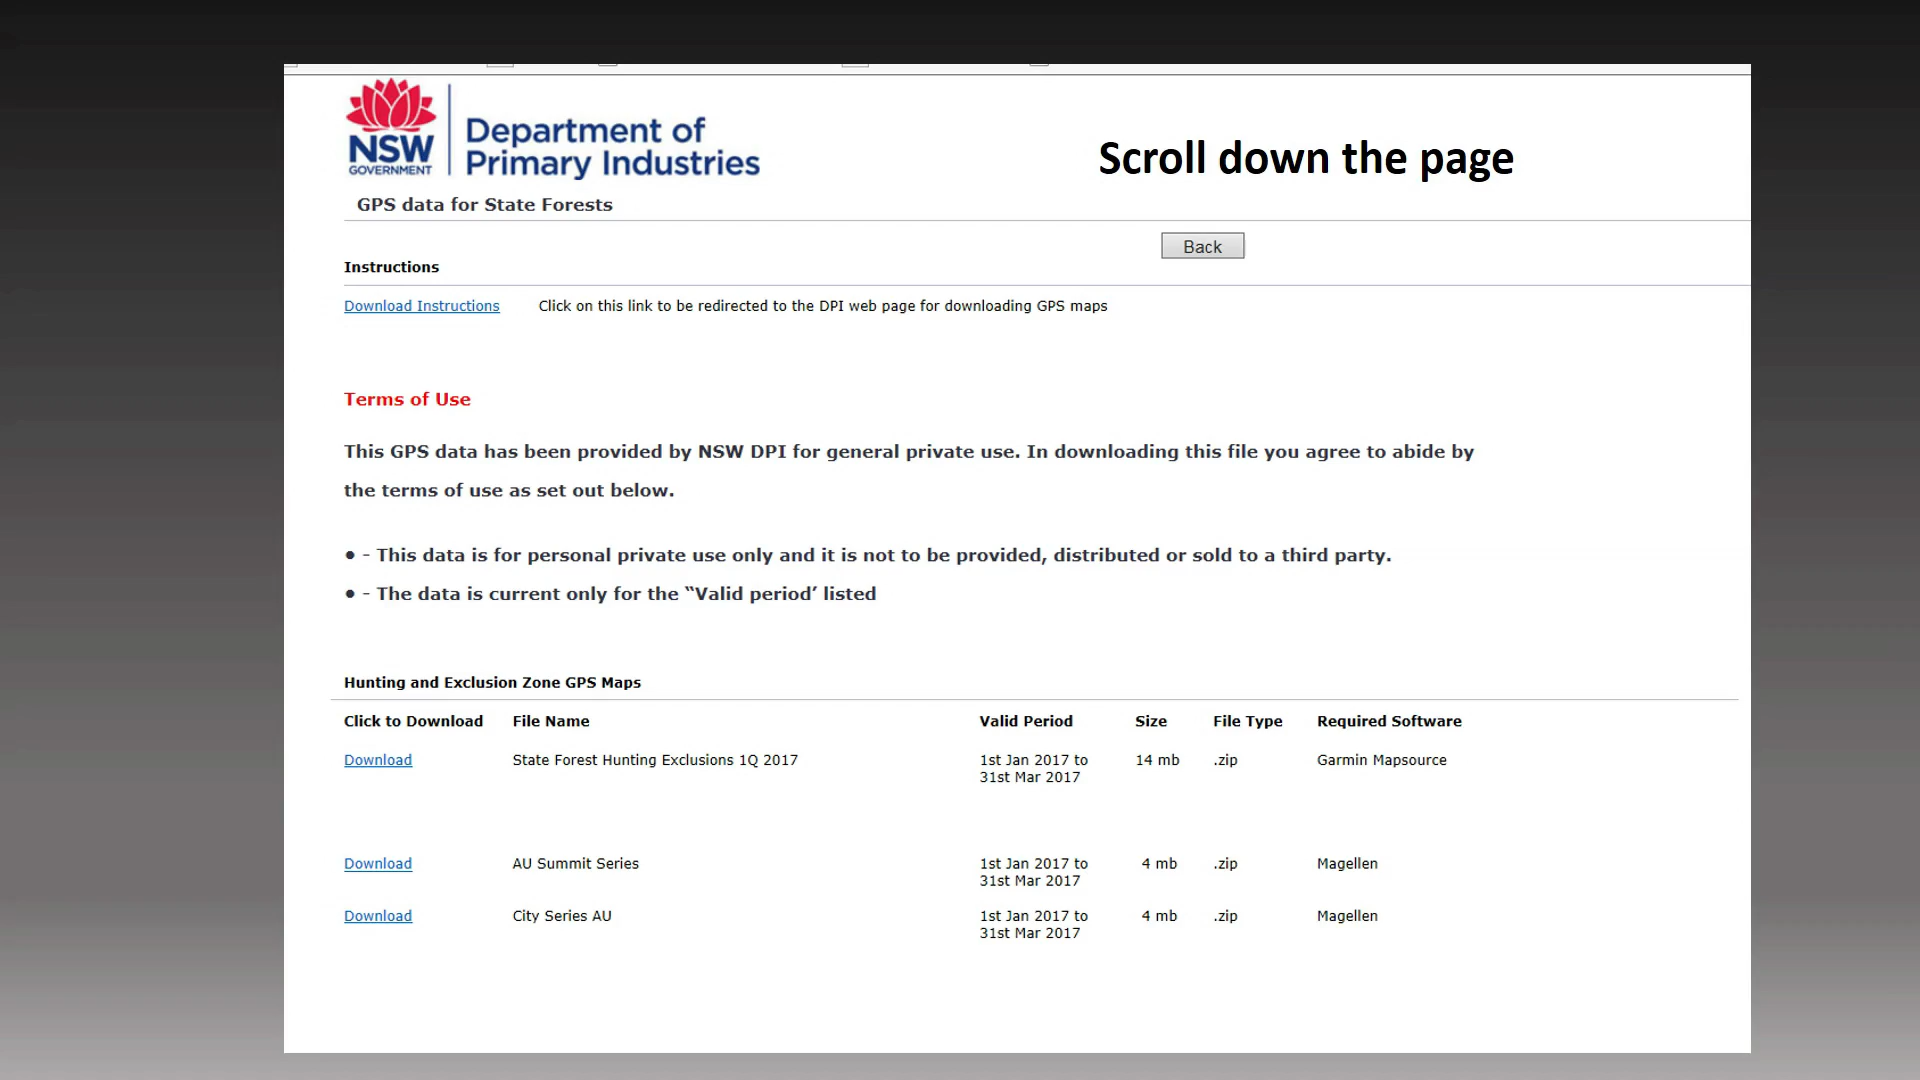 NSW
GOVERNMENT
Department of
Primary Industries
Scroll down the page
GPS data for State Forests
Back
Instructions
Download Instructions Click on this link to be redirected to the DPI web page for downloading GPS maps
Terms of Use
This GPS data has been provided by NSW DPI for general private use. In downloading this file you agree to abide by
the terms of use as set out below.
● - This data is for personal private use only and it is not to be provided, distributed or sold to a third party.
● - The data is current only for the “Valid period’ listed
Hunting and Exclusion Zone GPS Maps
Click to Download File Name Valid Period Size File Type Required Software
Download State Forest Hunting Exclusions 1Q 2017 1st Jan 2017 to 14 mb .zip Garmin Mapsource
31st Mar 2017
Download AU Summit Series 1st Jan 2017 to 4 mb .zip Magellen
31st Mar 2017
Download City Series AU 1st Jan 2017 to 4 mb .zip Magellen
31st Mar 2017